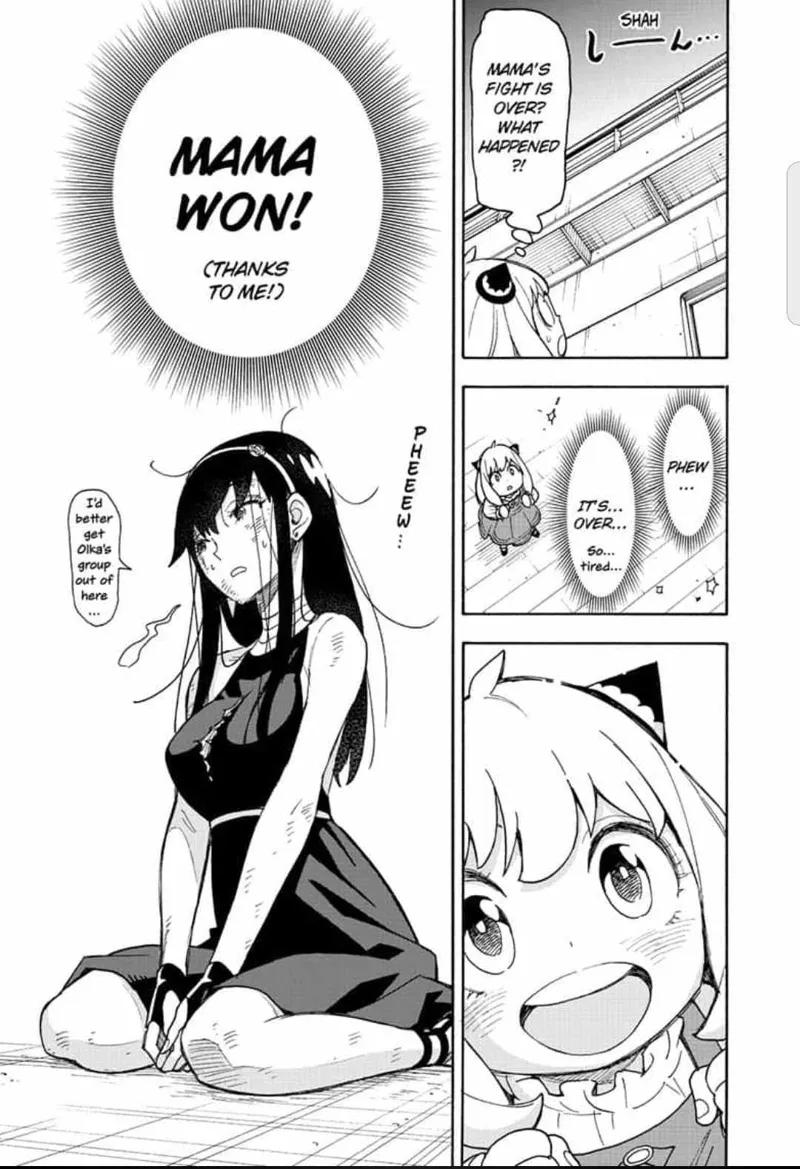 SHAH
しーん…
MAMA'S
FIGHT IS
OVER?
WHAT
HAPPENED
?!
PHEW
...
IT'S...
OVER...
So...
tired...
MAMA
WON!
(THANKS
TO ME!)
PHEEEW...
I'd
better
get
Olka's
group
out of
here
...